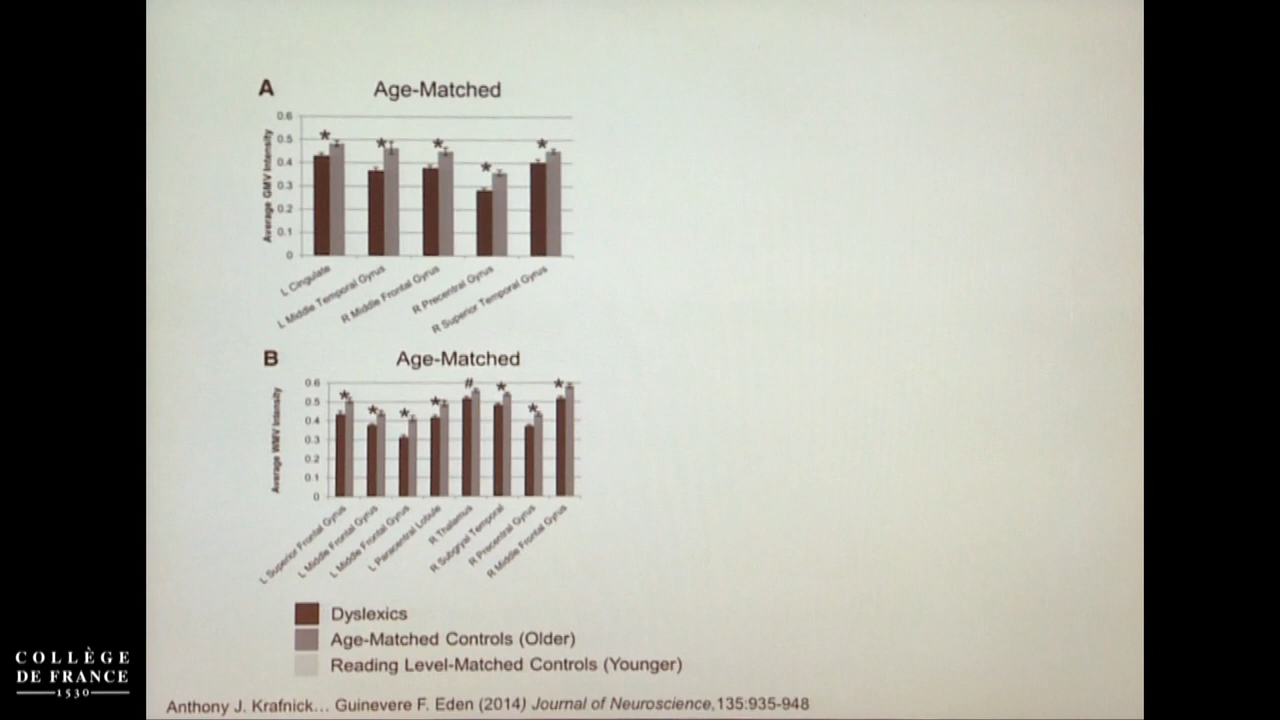 A Age-Matched
Average GMV Intensity
0.6
0.5
0.4
0.3
0.2
0.1
0
*
*
*
*
*
L Cingulate
L Middle Temporal Gyrus
R Middle Frontal Gyrus
R Precentral Gyrus
R Superior Temporal Gyrus
B Age-Matched
Average WMV Intensity
0.6
0.5
0.4
0.3
0.2
0.1
0
*
*
*
*
#
*
*
*
L Superior Frontal Gyrus
L Middle Frontal Gyrus
L Middle Frontal Gyrus
L Paracentral Lobule
R Thalamus
R Subgryal Temporal
R Precentral Gyrus
R Middle Frontal Gyrus
Dyslexics
Age-Matched Controls (Older)
Reading Level-Matched Controls (Younger)
Anthony J. Krafnick... Guinevere F. Eden (2014) Journal of Neuroscience,135:935-948
COLLÈGE
DE FRANCE
1530